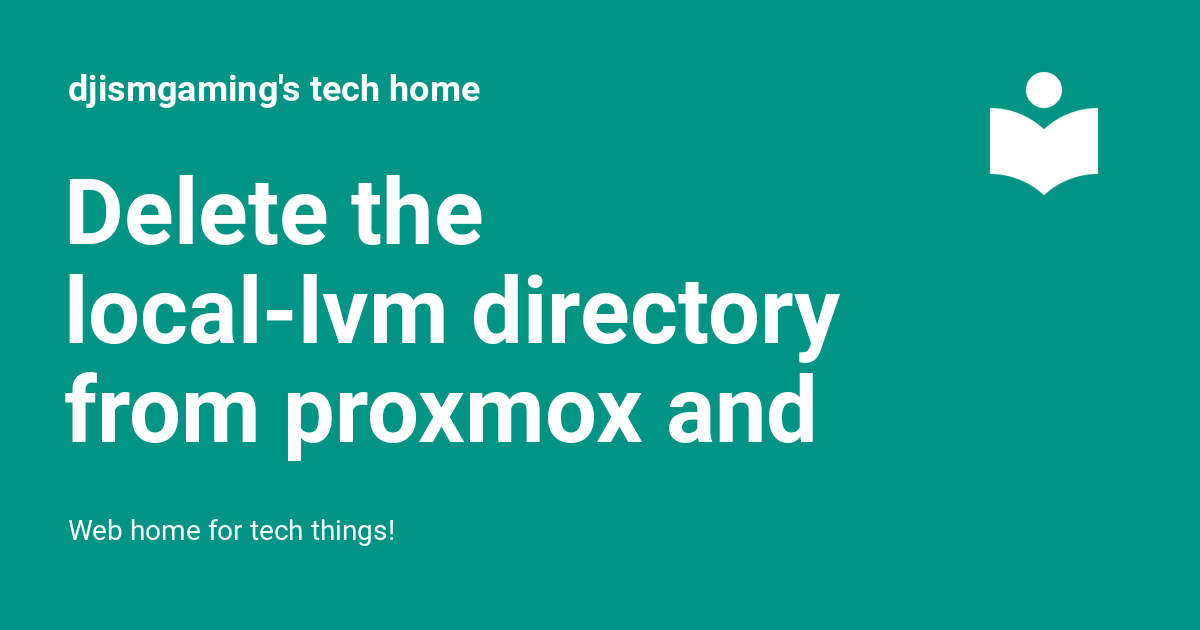 djismgaming's tech home
Delete the
local-lvm directory
from proxmox and
Web home for tech things!